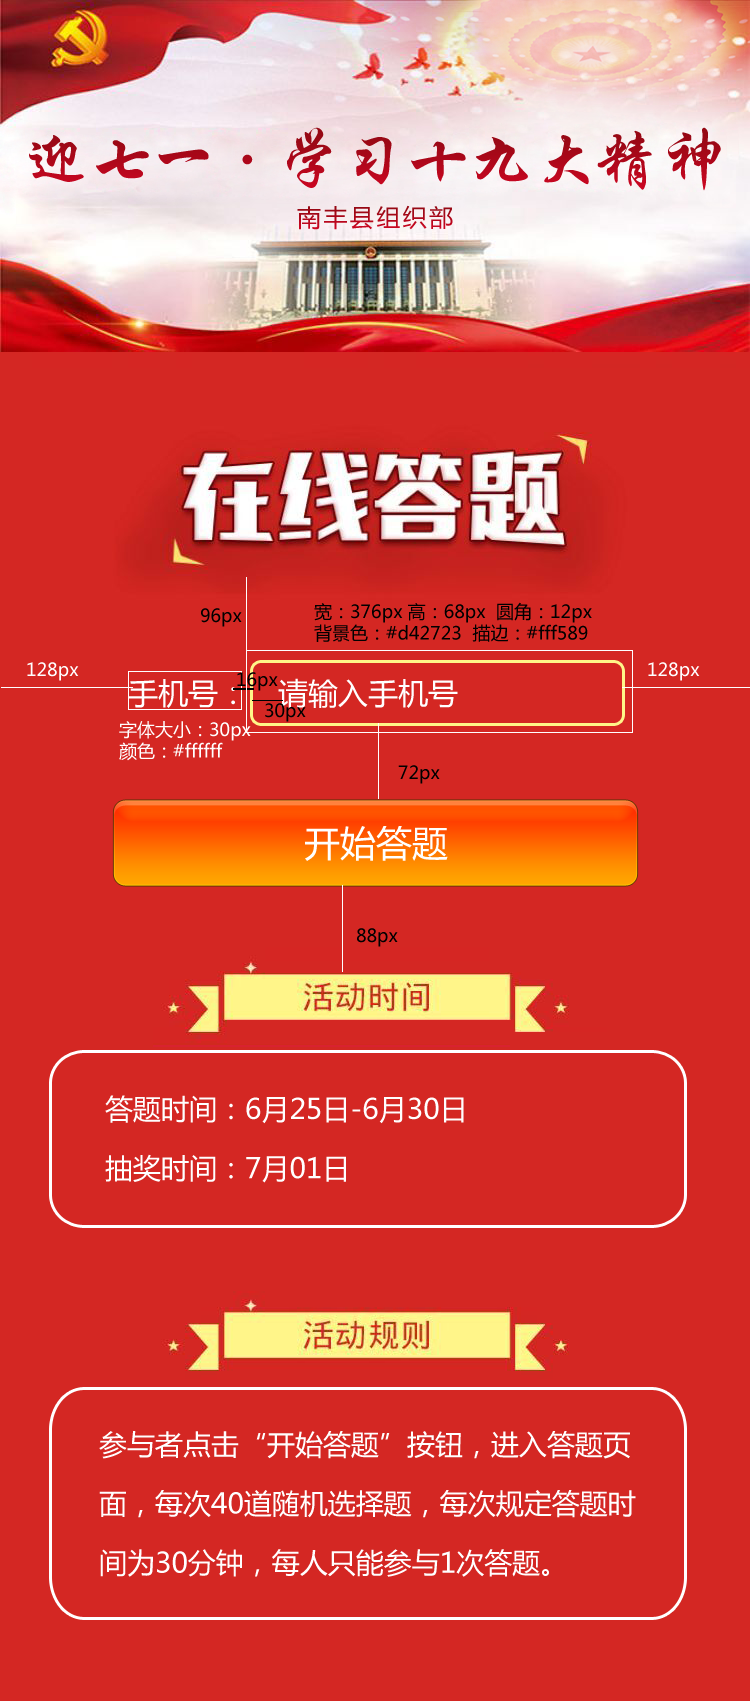 迎七一·学习十九大精神
南丰县组织部
在线答题
96px
宽：376px 高：68px 圆角：12px
背景色：#d42723 描边：#fff589
128px
手机号：
16px
请输入手机号
128px
30px
字体大小：30px
颜色：#ffffff
72px
开始答题
88px
活动时间
答题时间：6月25日-6月30日
抽奖时间：7月01日
活动规则
参与者点击“开始答题”按钮，进入答题页
面，每次40道随机选择题，每次规定答题时
间为30分钟，每人只能参与1次答题。